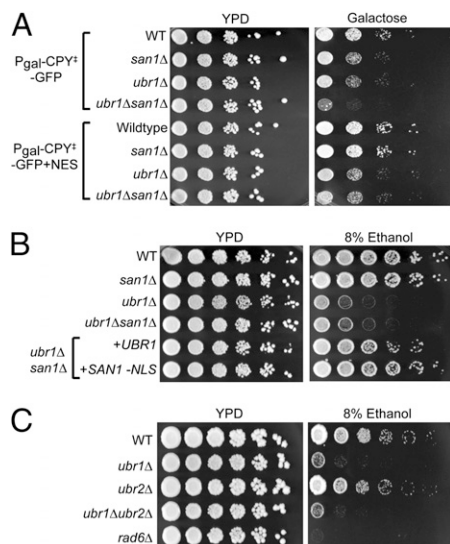 A
YPD
Galactose
Pgal-CPY‡
-GFP
WT
san1Δ
ubr1Δ
ubr1Δsan1Δ
Pgal-CPY‡
-GFP+NES
Wildtype
san1Δ
ubr1Δ
ubr1Δsan1Δ
B
YPD
8% Ethanol
WT
san1Δ
ubr1Δ
ubr1Δsan1Δ
ubr1Δ
san1Δ
+UBR1
+SAN1 -NLS
C
YPD
8% Ethanol
WT
ubr1Δ
ubr2Δ
ubr1Δubr2Δ
rad6Δ